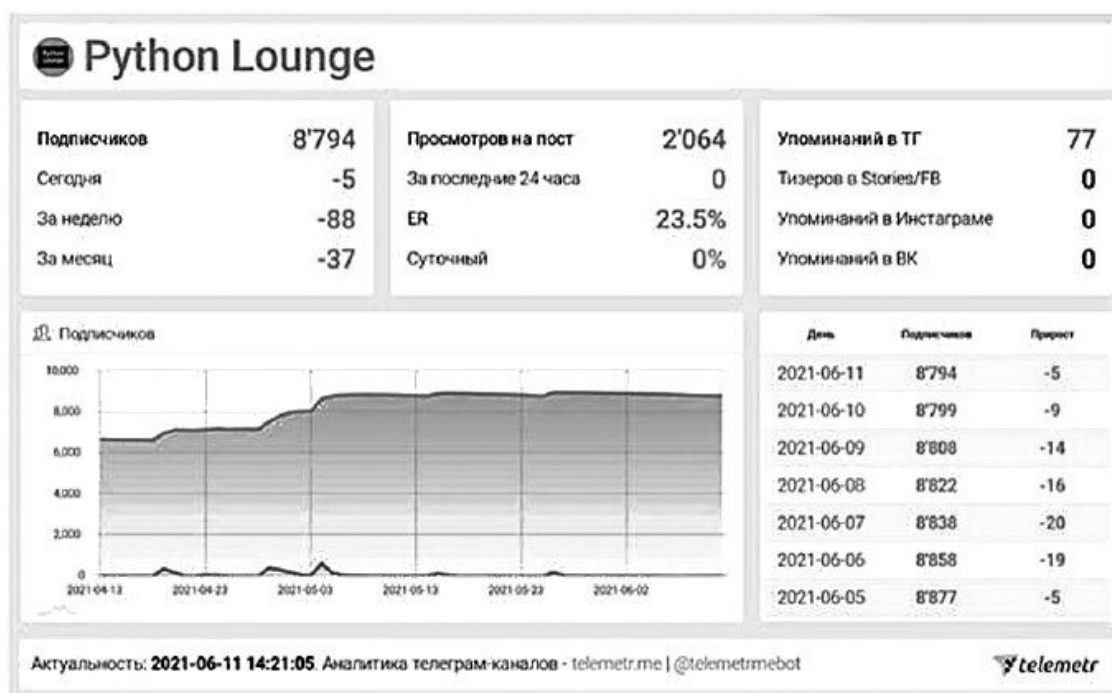 Python Lounge
Подписчиков 8'794
Сегодня -5
За неделю -88
За месяц -37
Просмотров на пост 2'064
За последние 24 часа 0
ER 23.5%
Суточный 0%
Упоминаний в ТГ 77
Тизеров в Stories/FB 0
Упоминаний в Инстаграме 0
Упоминаний в ВК 0
Подписчиков
10,000
8,000
6,000
4,000
2,000
0
2021-04-13 2021-04-23 2021-05-03 2021-05-13 2021-05-23 2021-06-02
День Подписчиков Прирост
2021-06-11 8'794 -5
2021-06-10 8'799 -9
2021-06-09 8'808 -14
2021-06-08 8'822 -16
2021-06-07 8'838 -20
2021-06-06 8'858 -19
2021-06-05 8'877 -5
Актуальность: 2021-06-11 14:21:05. Аналитика телеграм-каналов - telemetr.me | @telemetrmebot
telemetr